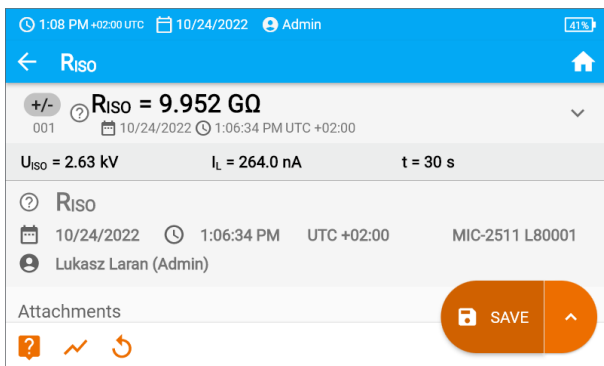 1:08 PM +02:00 UTC 10/24/2022 Admin 41%
RISO
+/- RISO = 9.952 GΩ
001 10/24/2022 1:06:34 PM UTC +02:00
UISO = 2.63 kV IL = 264.0 nA t = 30 s
RISO
10/24/2022 1:06:34 PM UTC +02:00 MIC-2511 L80001
Lukasz Laran (Admin)
Attachments
SAVE